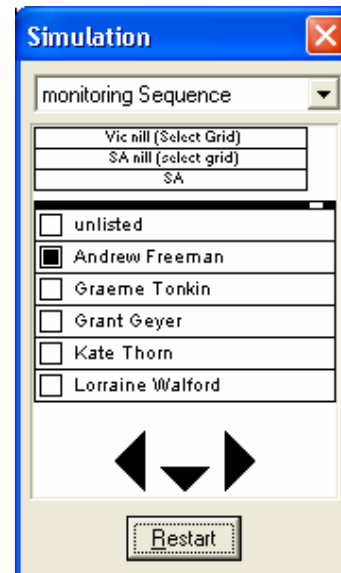 Simulation
monitoring Sequence
Vic nill (Select Grid)
SA nill (select grid)
SA
unlisted
Andrew Freeman
Graeme Tonkin
Grant Geyer
Kate Thorn
Lorraine Walford
Restart